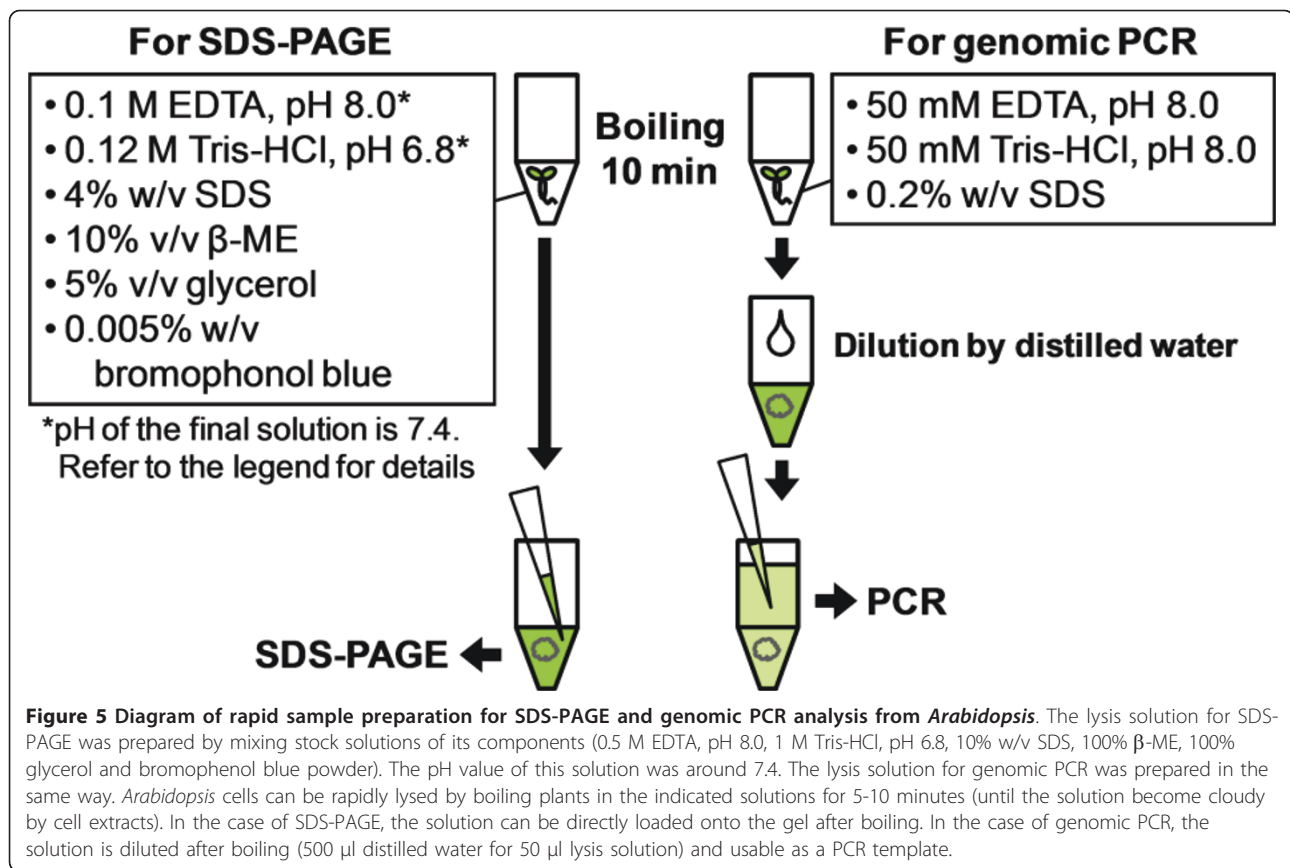 For SDS-PAGE
• 0.1 M EDTA, pH 8.0*
• 0.12 M Tris-HCl, pH 6.8*
• 4% w/v SDS
• 10% v/v β-ME
• 5% v/v glycerol
• 0.005% w/v
bromophonol blue
*pH of the final solution is 7.4.
Refer to the legend for details
Boiling
10 min
For genomic PCR
• 50 mM EDTA, pH 8.0
• 50 mM Tris-HCl, pH 8.0
• 0.2% w/v SDS
Dilution by distilled water
SDS-PAGE
PCR
Figure 5 Diagram of rapid sample preparation for SDS-PAGE and genomic PCR analysis from Arabidopsis. The lysis solution for SDS-
PAGE was prepared by mixing stock solutions of its components (0.5 M EDTA, pH 8.0, 1 M Tris-HCl, pH 6.8, 10% w/v SDS, 100% β-ME, 100%
glycerol and bromophenol blue powder). The pH value of this solution was around 7.4. The lysis solution for genomic PCR was prepared in the
same way. Arabidopsis cells can be rapidly lysed by boiling plants in the indicated solutions for 5-10 minutes (until the solution become cloudy
by cell extracts). In the case of SDS-PAGE, the solution can be directly loaded onto the gel after boiling. In the case of genomic PCR, the
solution is diluted after boiling (500 μl distilled water for 50 μl lysis solution) and usable as a PCR template.